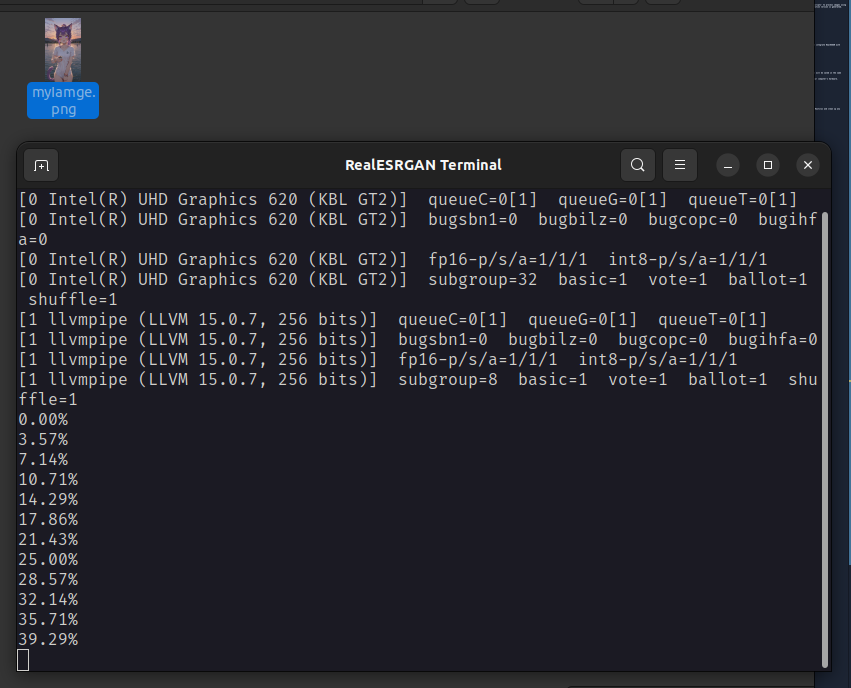 mylamge.
png
RealESRGAN Terminal
[0 Intel(R) UHD Graphics 620 (KBL GT2)]  queueC=0[1]  queueG=0[1]  queueT=0[1]
[0 Intel(R) UHD Graphics 620 (KBL GT2)]  bugsbn1=0  bugbilz=0  bugcopc=0  bugihf
a=0
[0 Intel(R) UHD Graphics 620 (KBL GT2)]  fp16-p/s/a=1/1/1  int8-p/s/a=1/1/1
[0 Intel(R) UHD Graphics 620 (KBL GT2)]  subgroup=32  basic=1  vote=1  ballot=1
 shuffle=1
[1 llvmpipe (LLVM 15.0.7, 256 bits)]  queueC=0[1]  queueG=0[1]  queueT=0[1]
[1 llvmpipe (LLVM 15.0.7, 256 bits)]  bugsbn1=0  bugbilz=0  bugcopc=0  bugihfa=0
[1 llvmpipe (LLVM 15.0.7, 256 bits)]  fp16-p/s/a=1/1/1  int8-p/s/a=1/1/1
[1 llvmpipe (LLVM 15.0.7, 256 bits)]  subgroup=8  basic=1  vote=1  ballot=1  shu
ffle=1
0.00%
3.57%
7.14%
10.71%
14.29%
17.86%
21.43%
25.00%
28.57%
32.14%
35.71%
39.29%